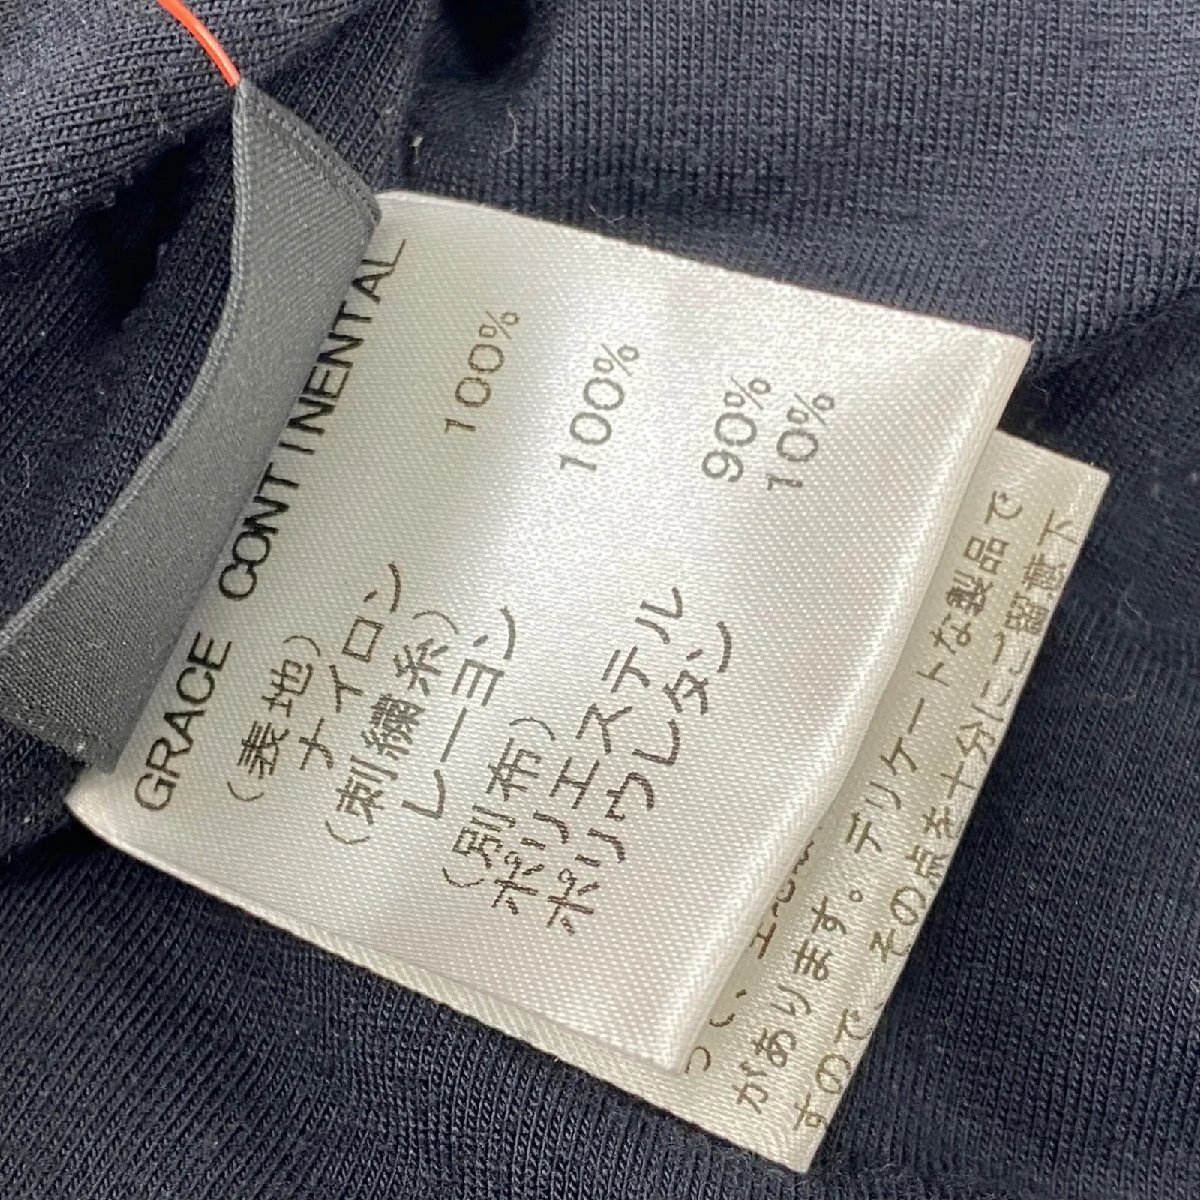 GRACE CONTINENTAL
(表地)
ナイロン 100%
(刺繍糸)
レーヨン 100%
(別布)
ポリエステル 90%
ポリウレタン 10%
があります。デリケートな製品で
すので、その点を十分にご留意下